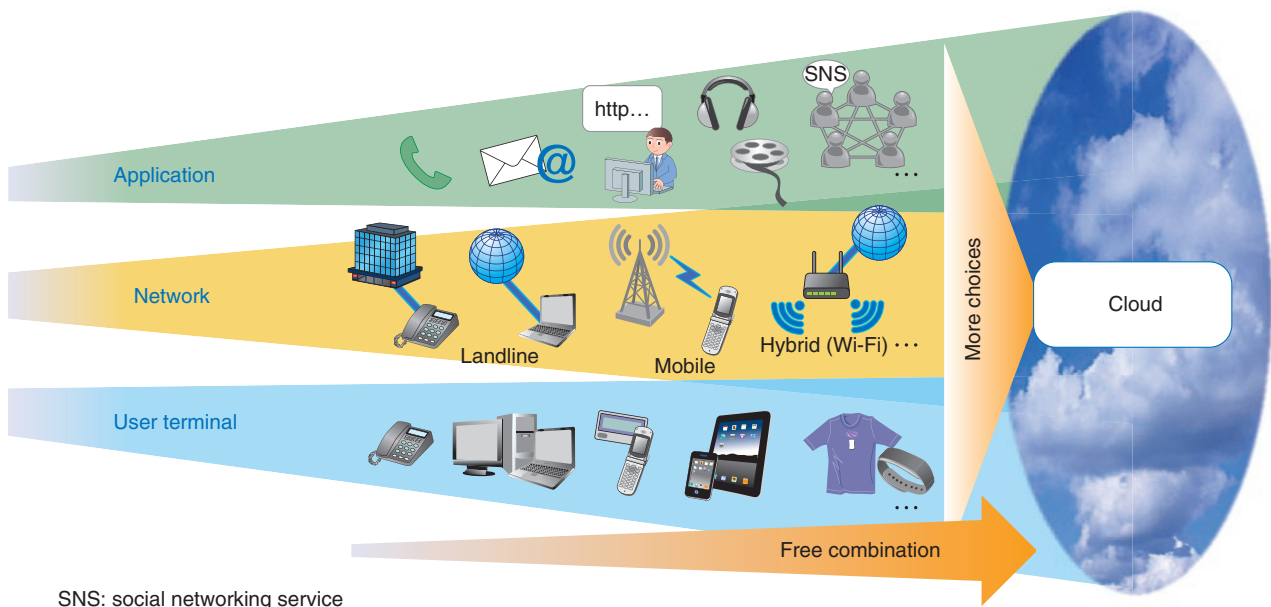 SNS
http…
@
Application
…
More choices
Network
Cloud
Landline
Mobile
Hybrid (Wi-Fi) …
User terminal
…
Free combination
SNS: social networking service